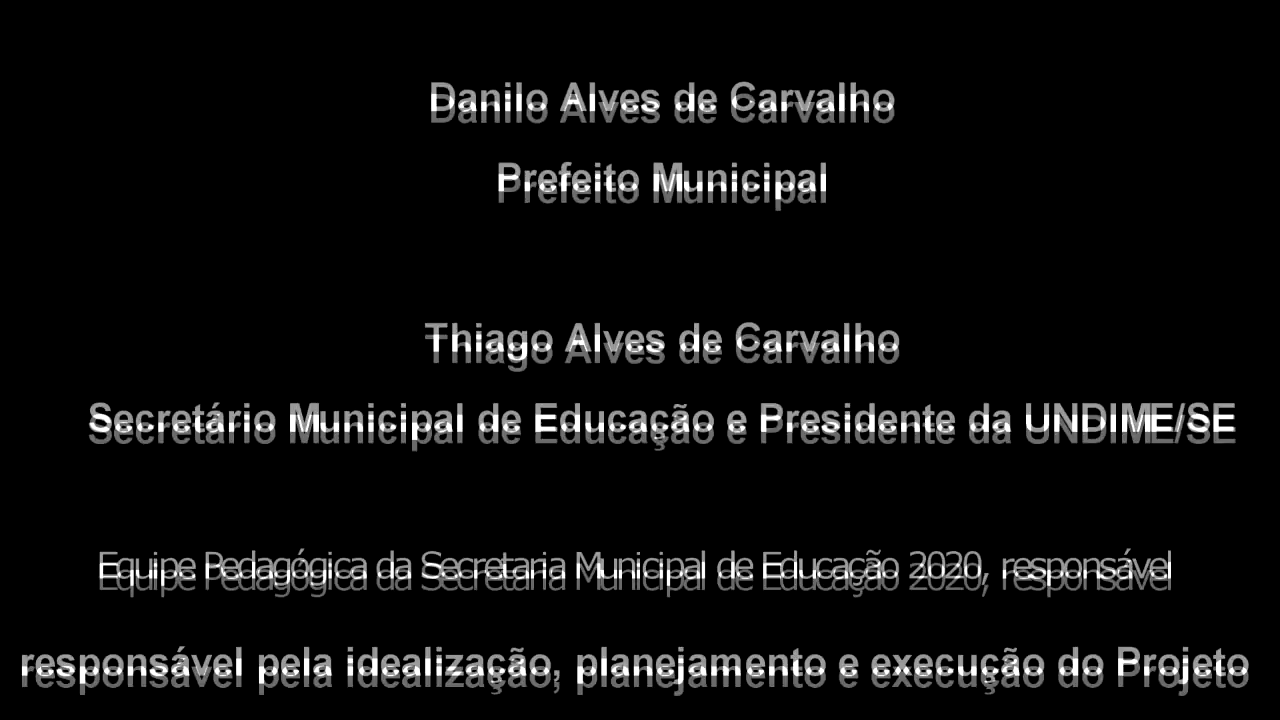 Danilo Alves de Carvalho
Prefeito Municipal
Thiago Alves de Carvalho
Secretário Municipal de Educação e Presidente da UNDIME/SE
Equipe Pedagógica da Secretaria Municipal de Educação 2020, responsável
responsável pela idealização, planejamento e execução do Projeto